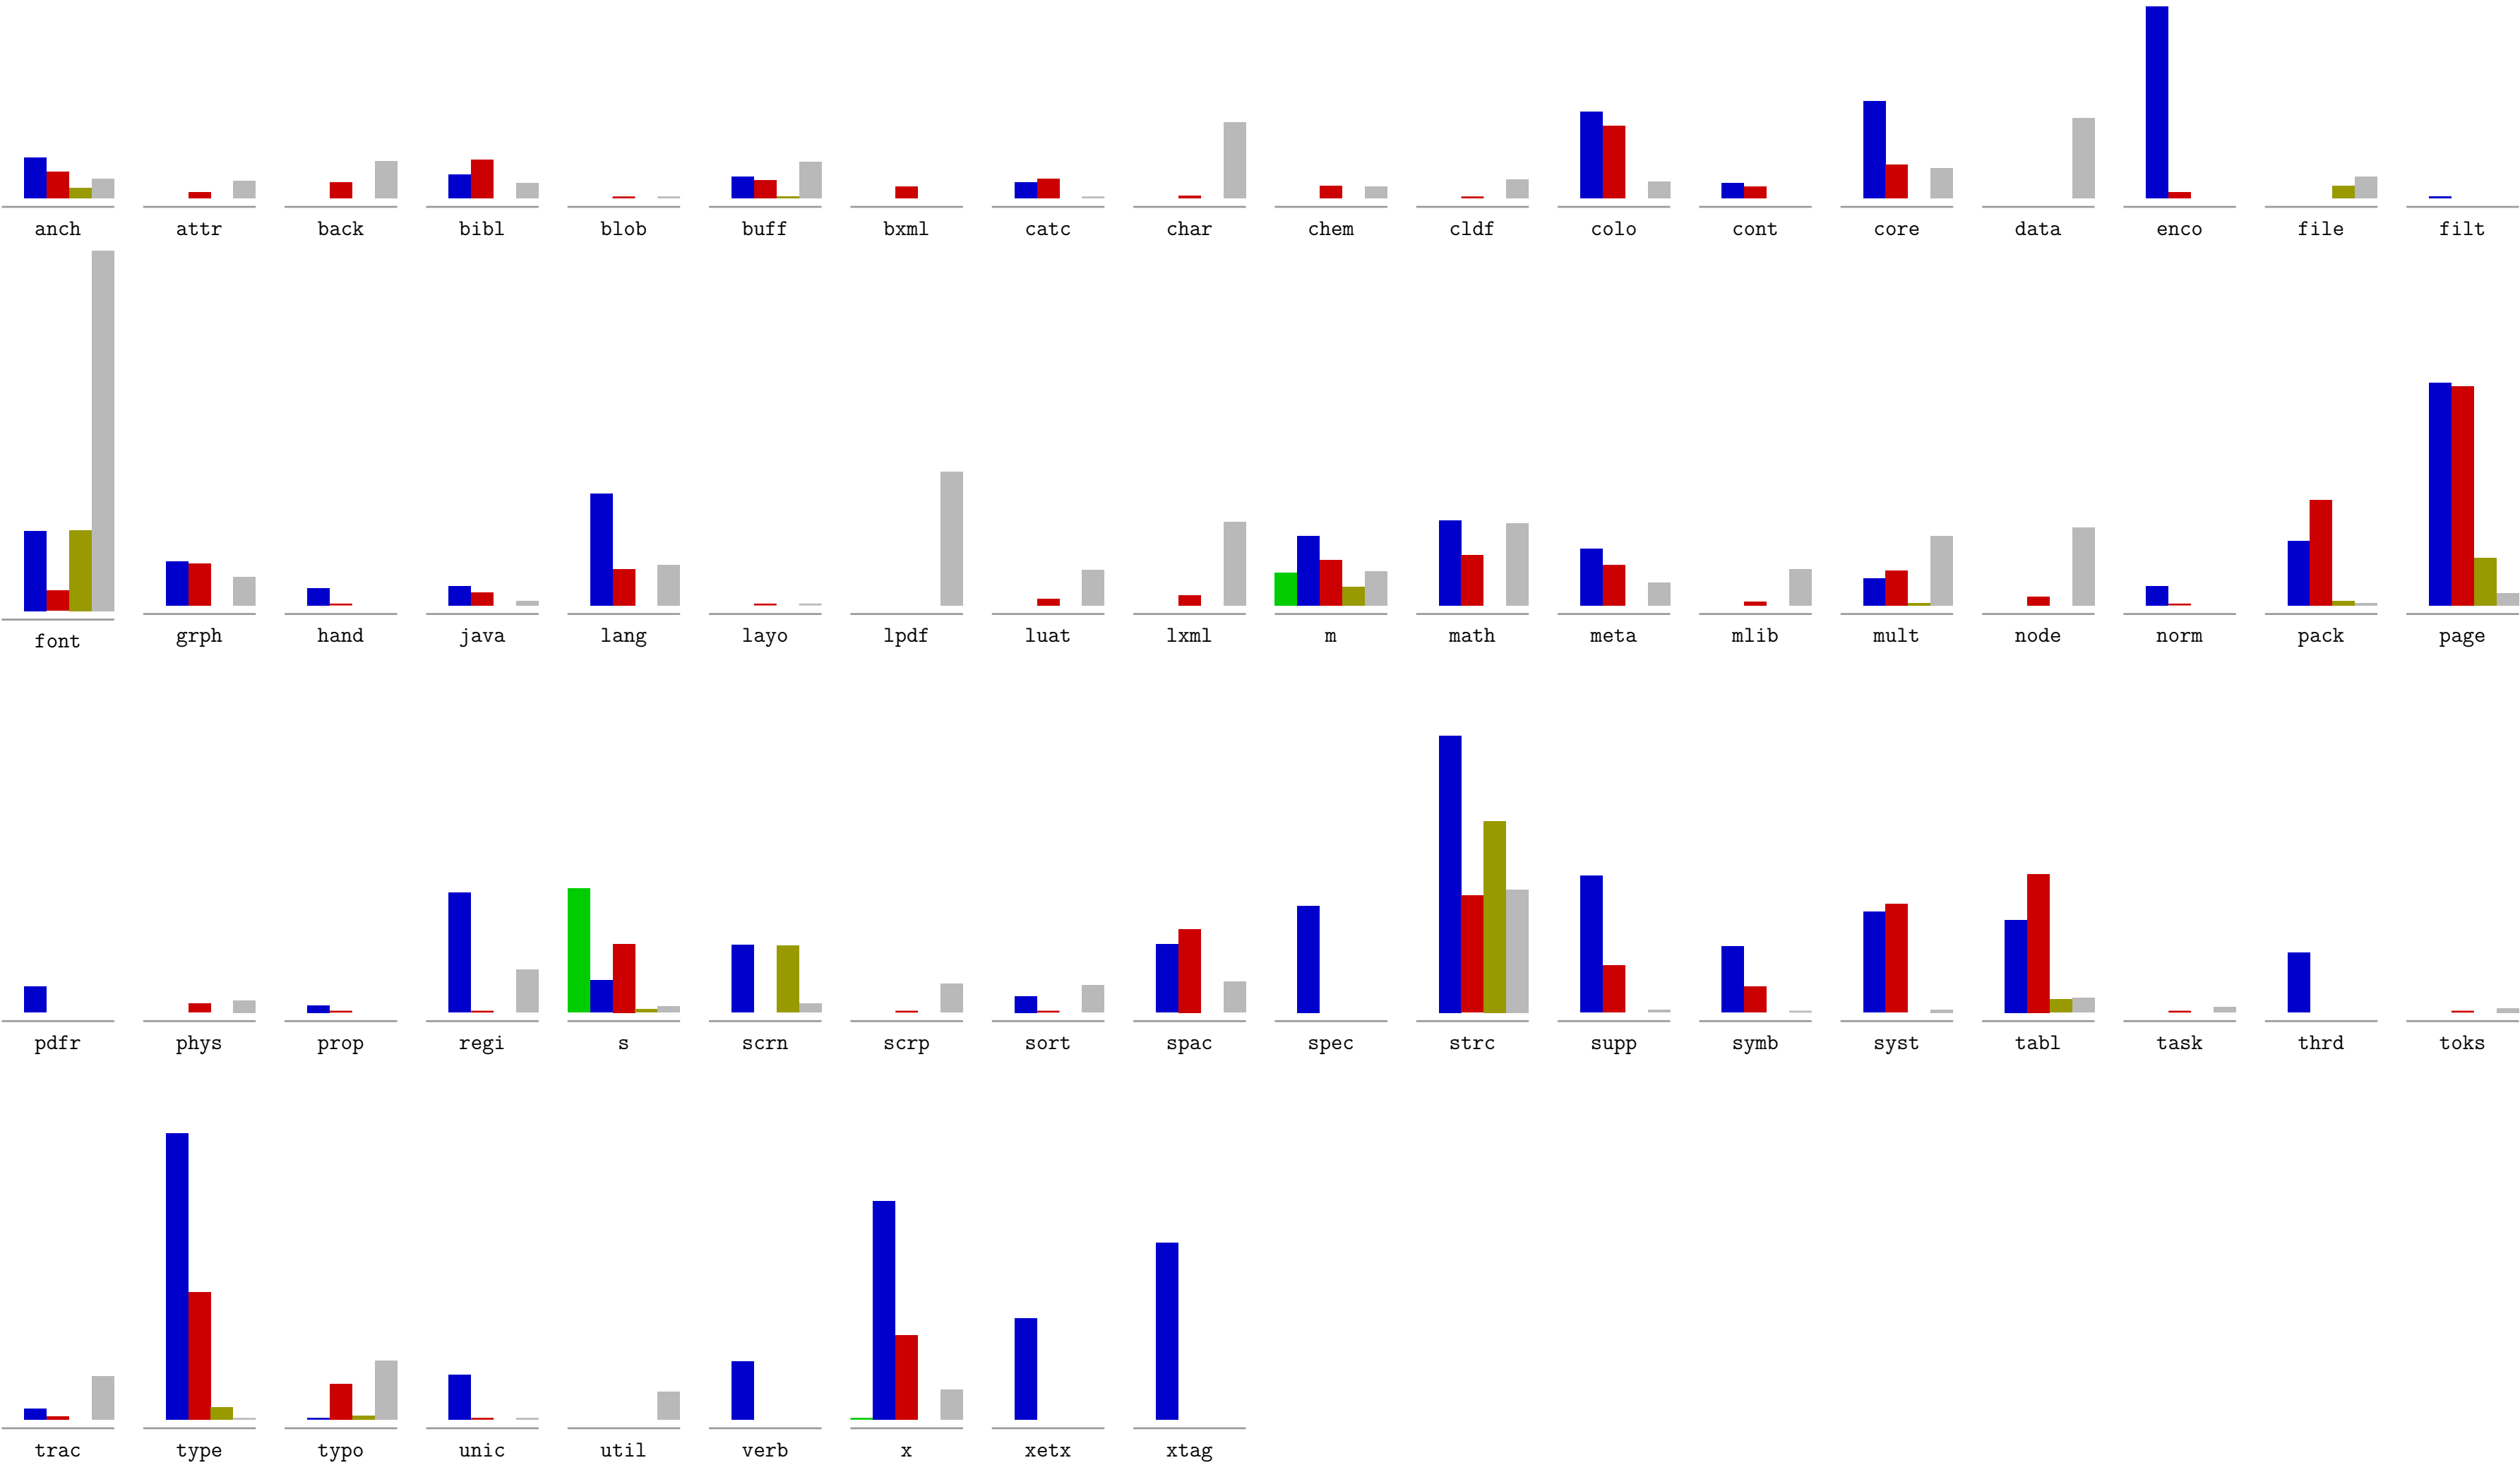 anch attr back bibl blob buff bxml catc char chem cldf colo cont core data enco file filt
font grph hand java lang layo lpdf luat lxml m math meta mlib mult node norm pack page
pdfr phys prop regi s scrn scrp sort spac spec strc supp symb syst tabl task thrd toks
trac type typo unic util verb x xetx xtag